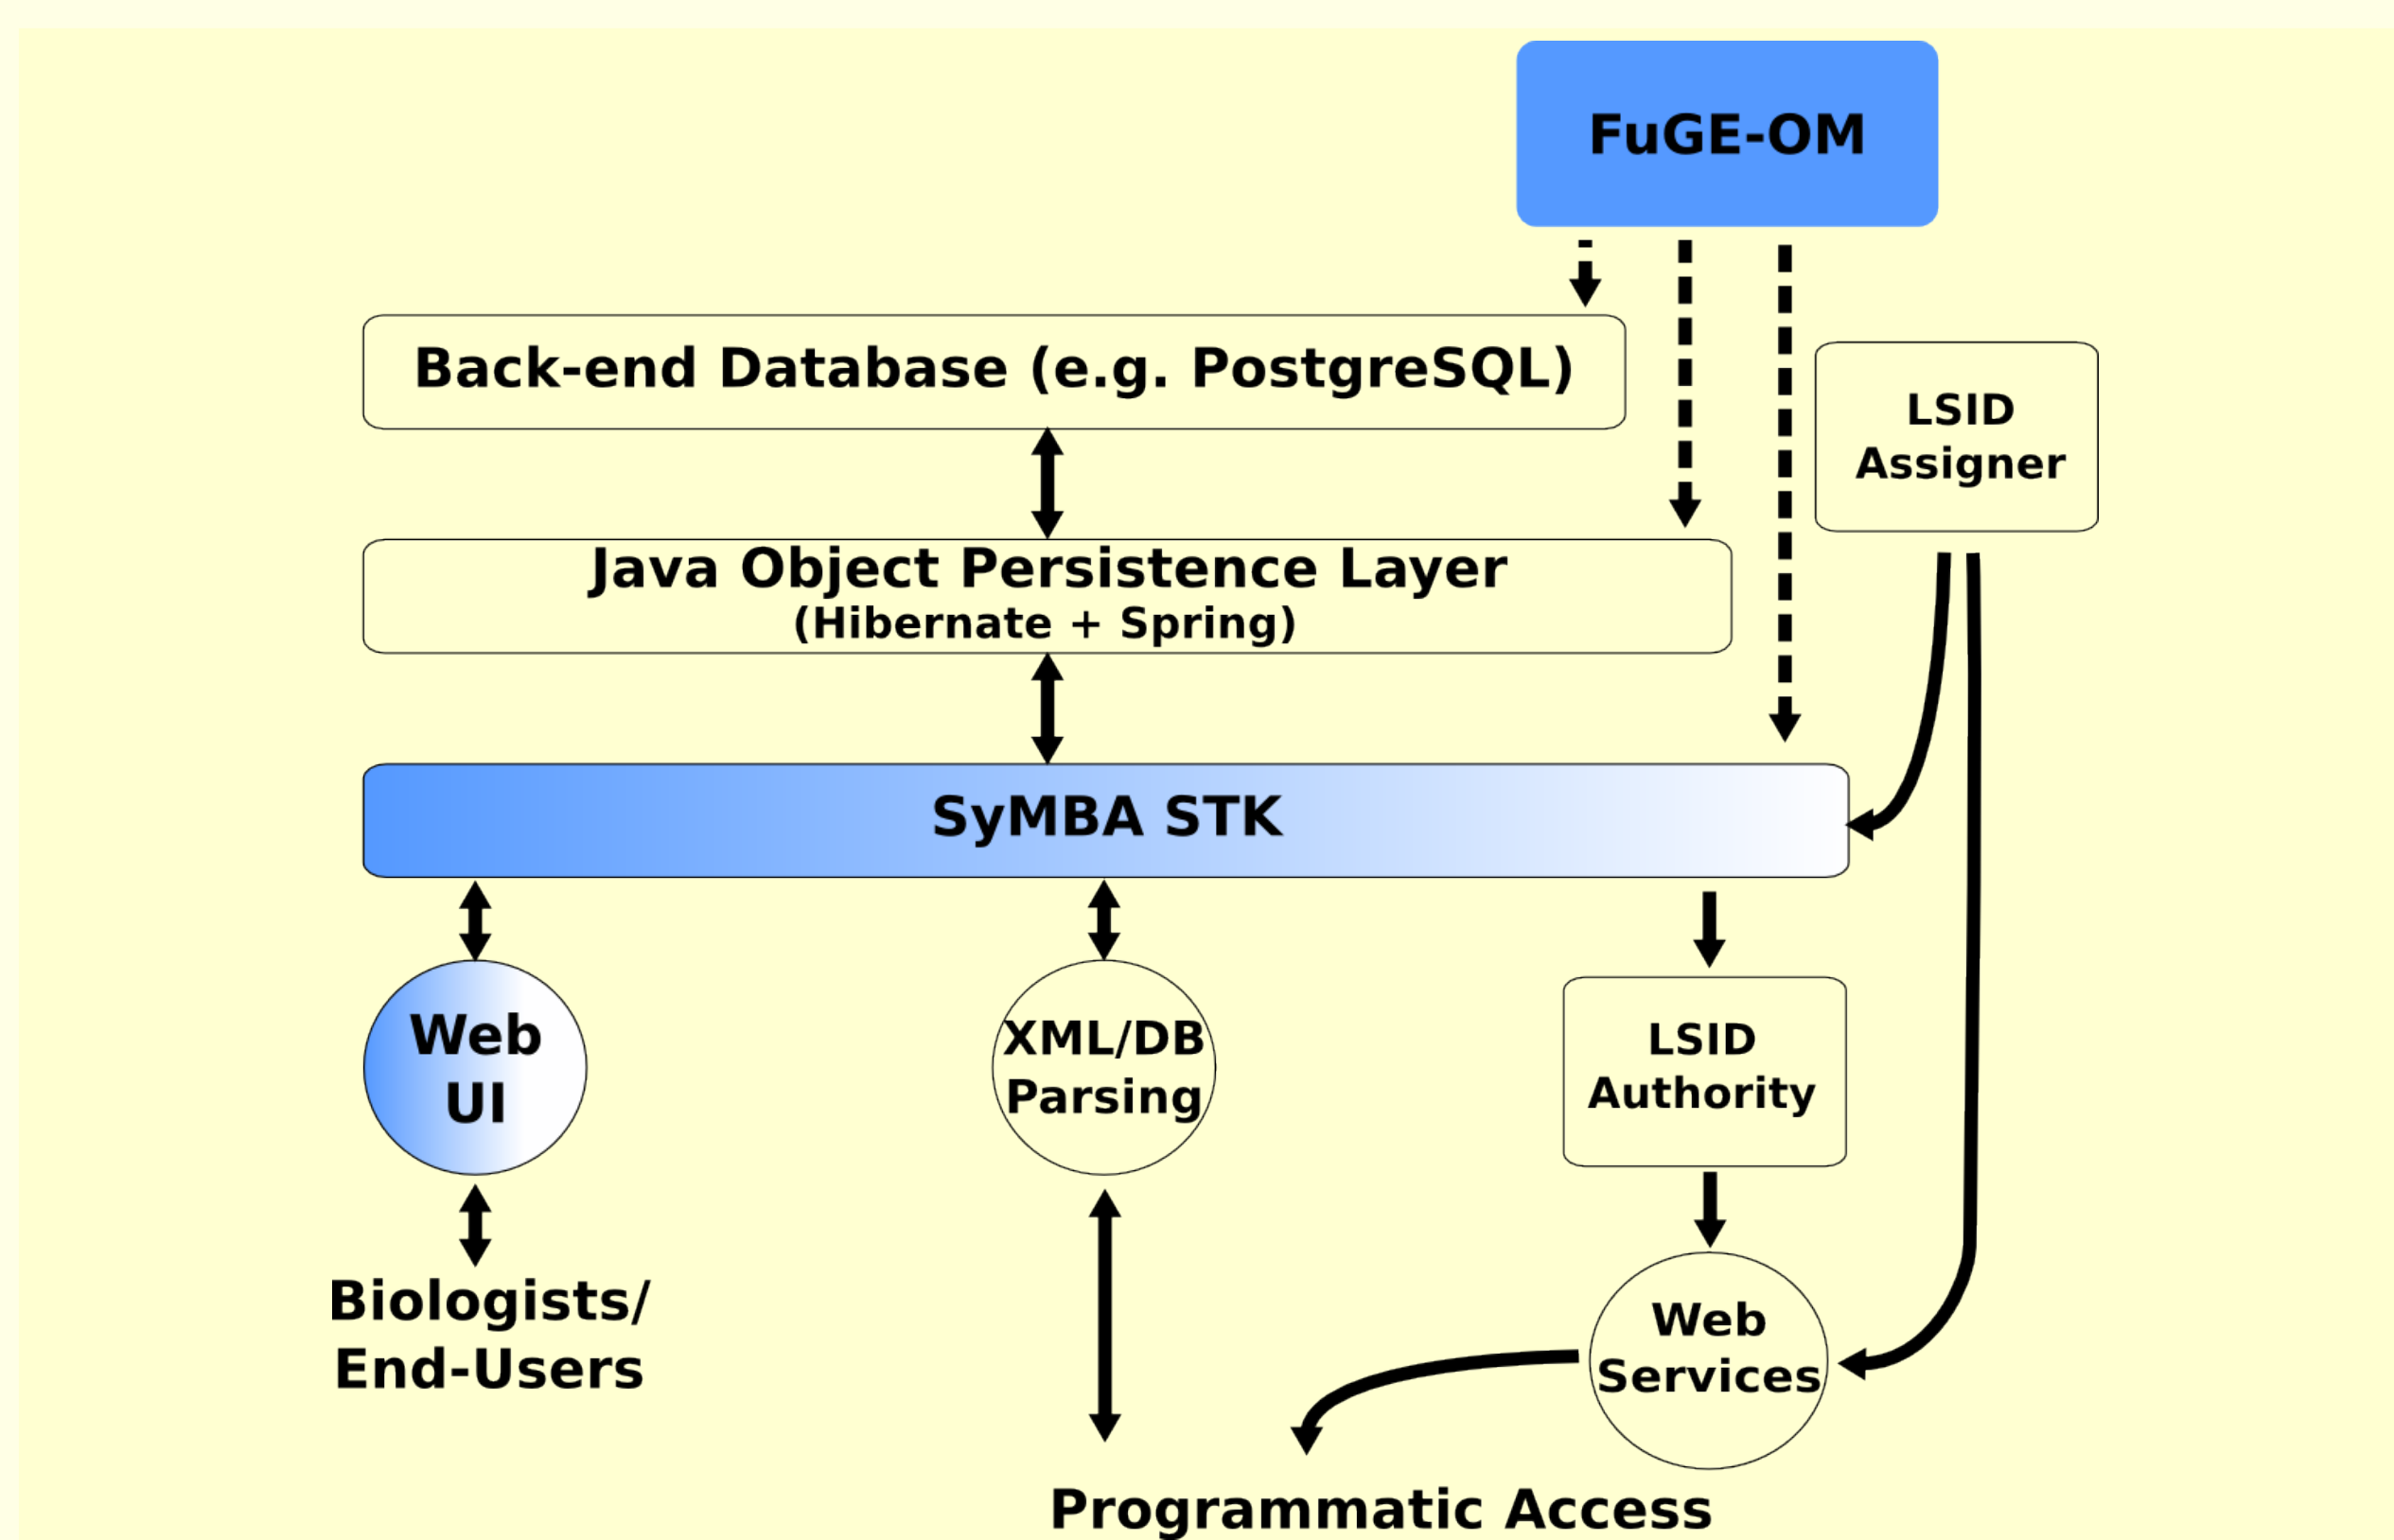 FuGE-OM
Back-end Database (e.g. PostgreSQL)
LSID
Assigner
Java Object Persistence Layer
(Hibernate + Spring)
SyMBA STK
Web
UI
XML/DB
Parsing
LSID
Authority
Biologists/
End-Users
Web
Services
Programmatic Access